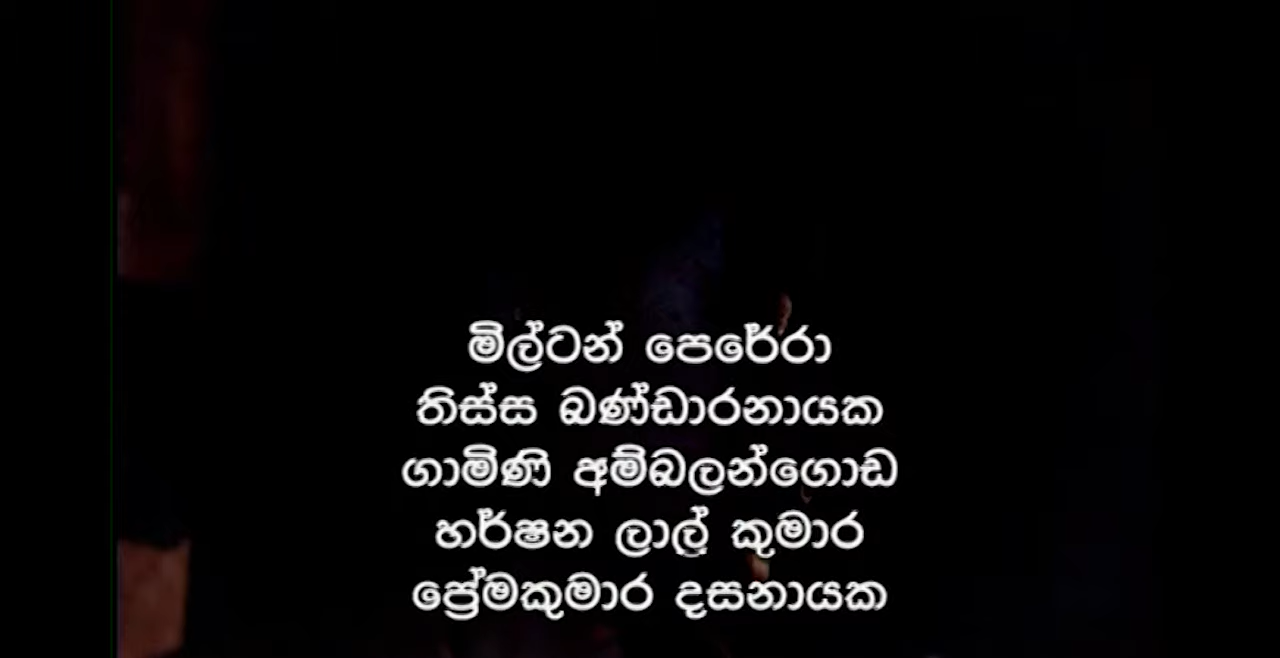 මිල්ටන් පෙරේරා
තිස්ස බණ්ඩාරනායක
ගාමිණි අම්බලන්ගොඩ
හර්ෂන ලාල් කුමාර
ප්‍රේමකුමාර දසනායක